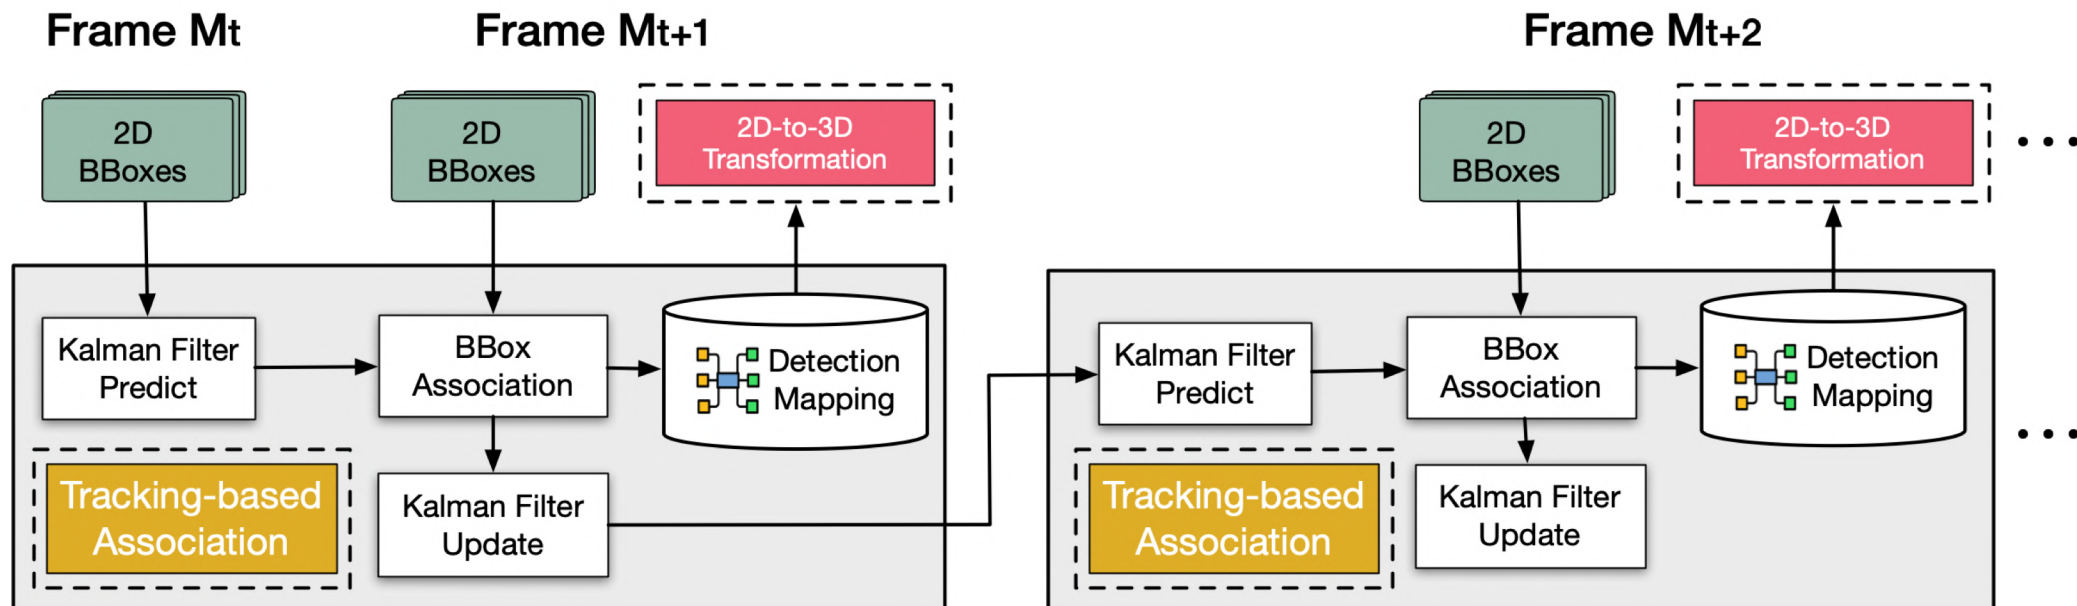 Frame Mt
Frame Mt+1
Frame Mt+2
2D
BBoxes
2D
BBoxes
2D-to-3D
Transformation
2D
BBoxes
2D-to-3D
Transformation
Kalman Filter
Predict
BBox
Association
Detection
Mapping
Kalman Filter
Predict
BBox
Association
Detection
Mapping
Tracking-based
Association
Kalman Filter
Update
Tracking-based
Association
Kalman Filter
Update